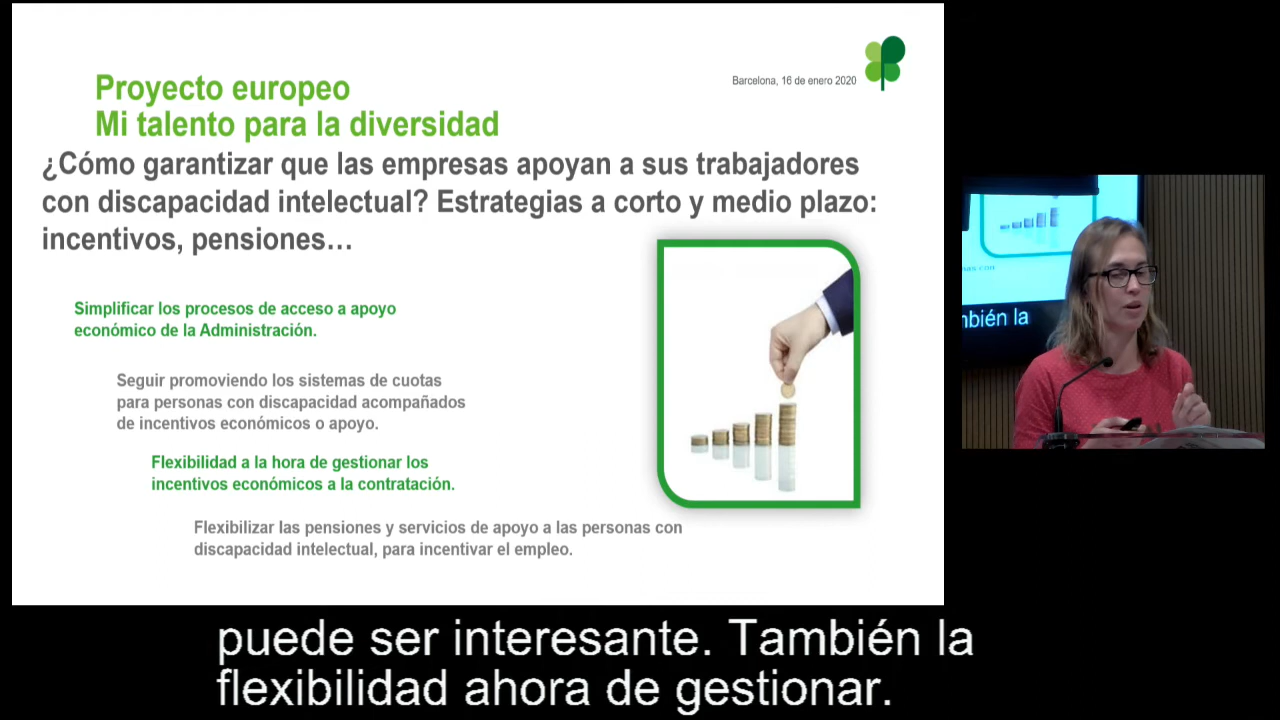 Barcelona, 16 de enero 2020
Proyecto europeo
Mi talento para la diversidad
¿Cómo garantizar que las empresas apoyan a sus trabajadores
con discapacidad intelectual? Estrategias a corto y medio plazo:
incentivos, pensiones…
Simplificar los procesos de acceso a apoyo
económico de la Administración.
Seguir promoviendo los sistemas de cuotas
para personas con discapacidad acompañados
de incentivos económicos o apoyo.
Flexibilidad a la hora de gestionar los
incentivos económicos a la contratación.
Flexibilizar las pensiones y servicios de apoyo a las personas con
discapacidad intelectual, para incentivar el empleo.
con
mbién la
puede ser interesante. También la
flexibilidad ahora de gestionar.